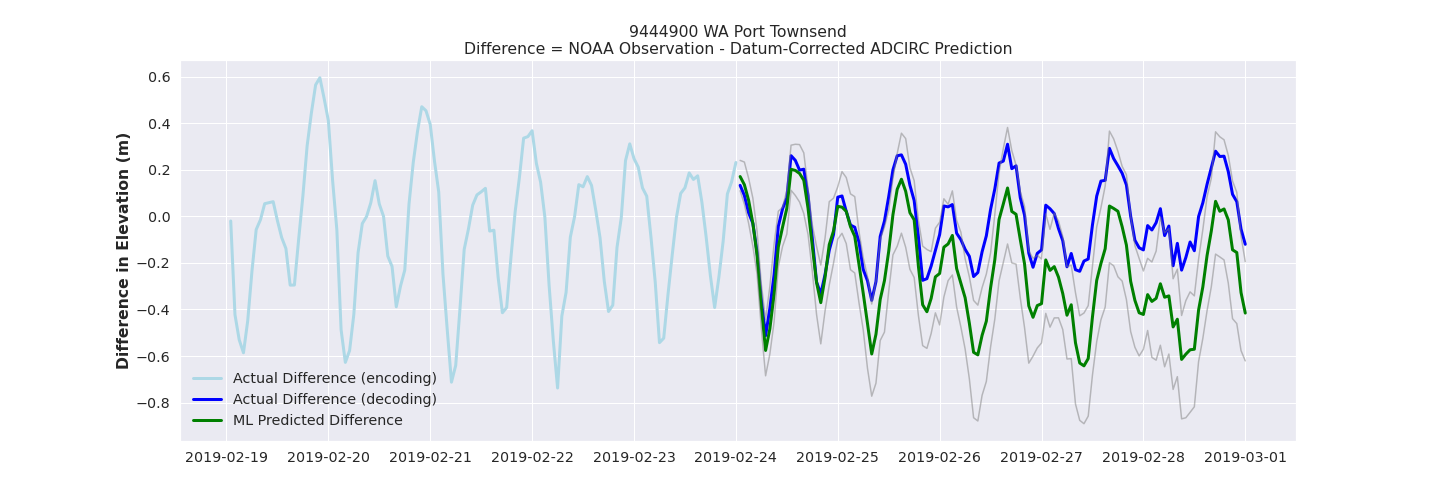 9444900 WA Port Townsend
Difference = NOAA Observation - Datum-Corrected ADCIRC Prediction
Difference in Elevation (m)
0.6
0.4
0.2
0.0
−0.2
−0.4
−0.6
−0.8
Actual Difference (encoding)
Actual Difference (decoding)
ML Predicted Difference
2019-02-19 2019-02-20 2019-02-21 2019-02-22 2019-02-23 2019-02-24 2019-02-25 2019-02-26 2019-02-27 2019-02-28 2019-03-01